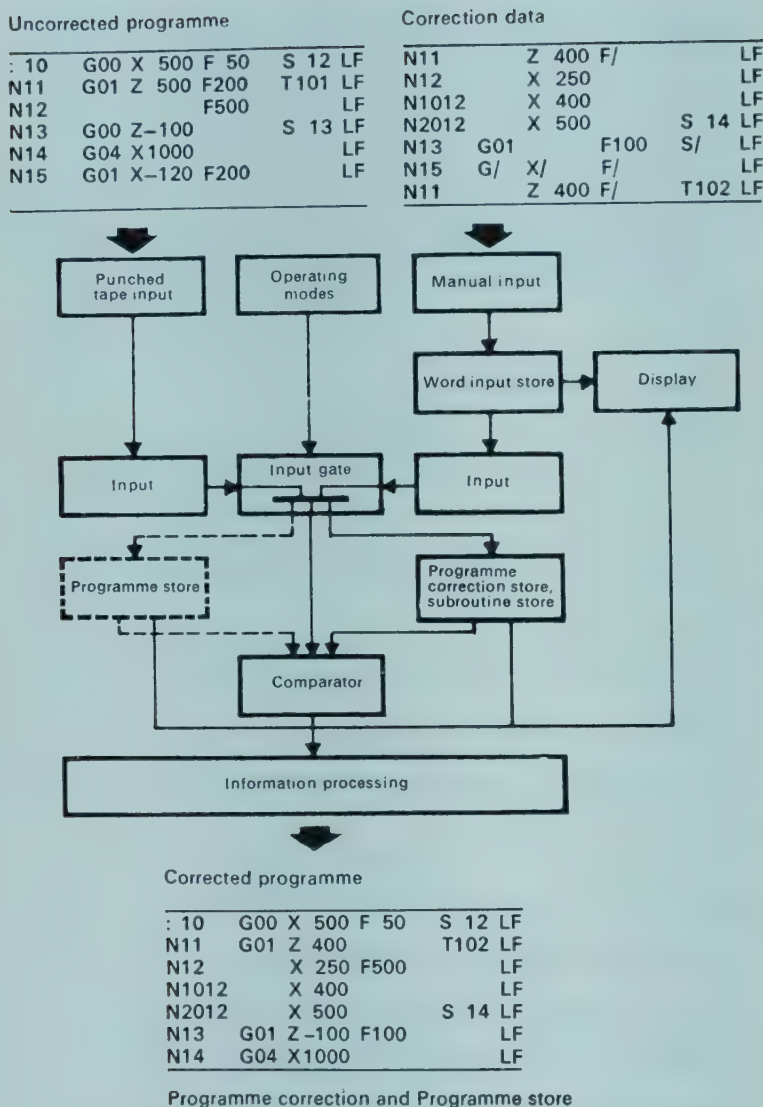 Uncorrected programme
: 10 G00 X 500 F 50 S 12 LF
N11 G01 Z 500 F200 T101 LF
N12 F500 LF
N13 G00 Z-100 S 13 LF
N14 G04 X1000 LF
N15 G01 X-120 F200 LF
Correction data
N11 Z 400 F/ LF
N12 X 250 LF
N1012 X 400 LF
N2012 X 500 S 14 LF
N13 G01 F100 S/ LF
N15 G/ X/ F/ LF
N11 Z 400 F/ T102 LF
Punched
tape input
Operating
modes
Manual input
Word input store
Display
Input
Input gate
Input
Programme store
Programme
correction store,
subroutine store
Comparator
Information processing
Corrected programme
: 10 G00 X 500 F 50 S 12 LF
N11 G01 Z 400 T102 LF
N12 X 250 F500 LF
N1012 X 400 LF
N2012 X 500 S 14 LF
N13 G01 Z-100 F100 LF
N14 G04 X1000 LF
Programme correction and Programme store